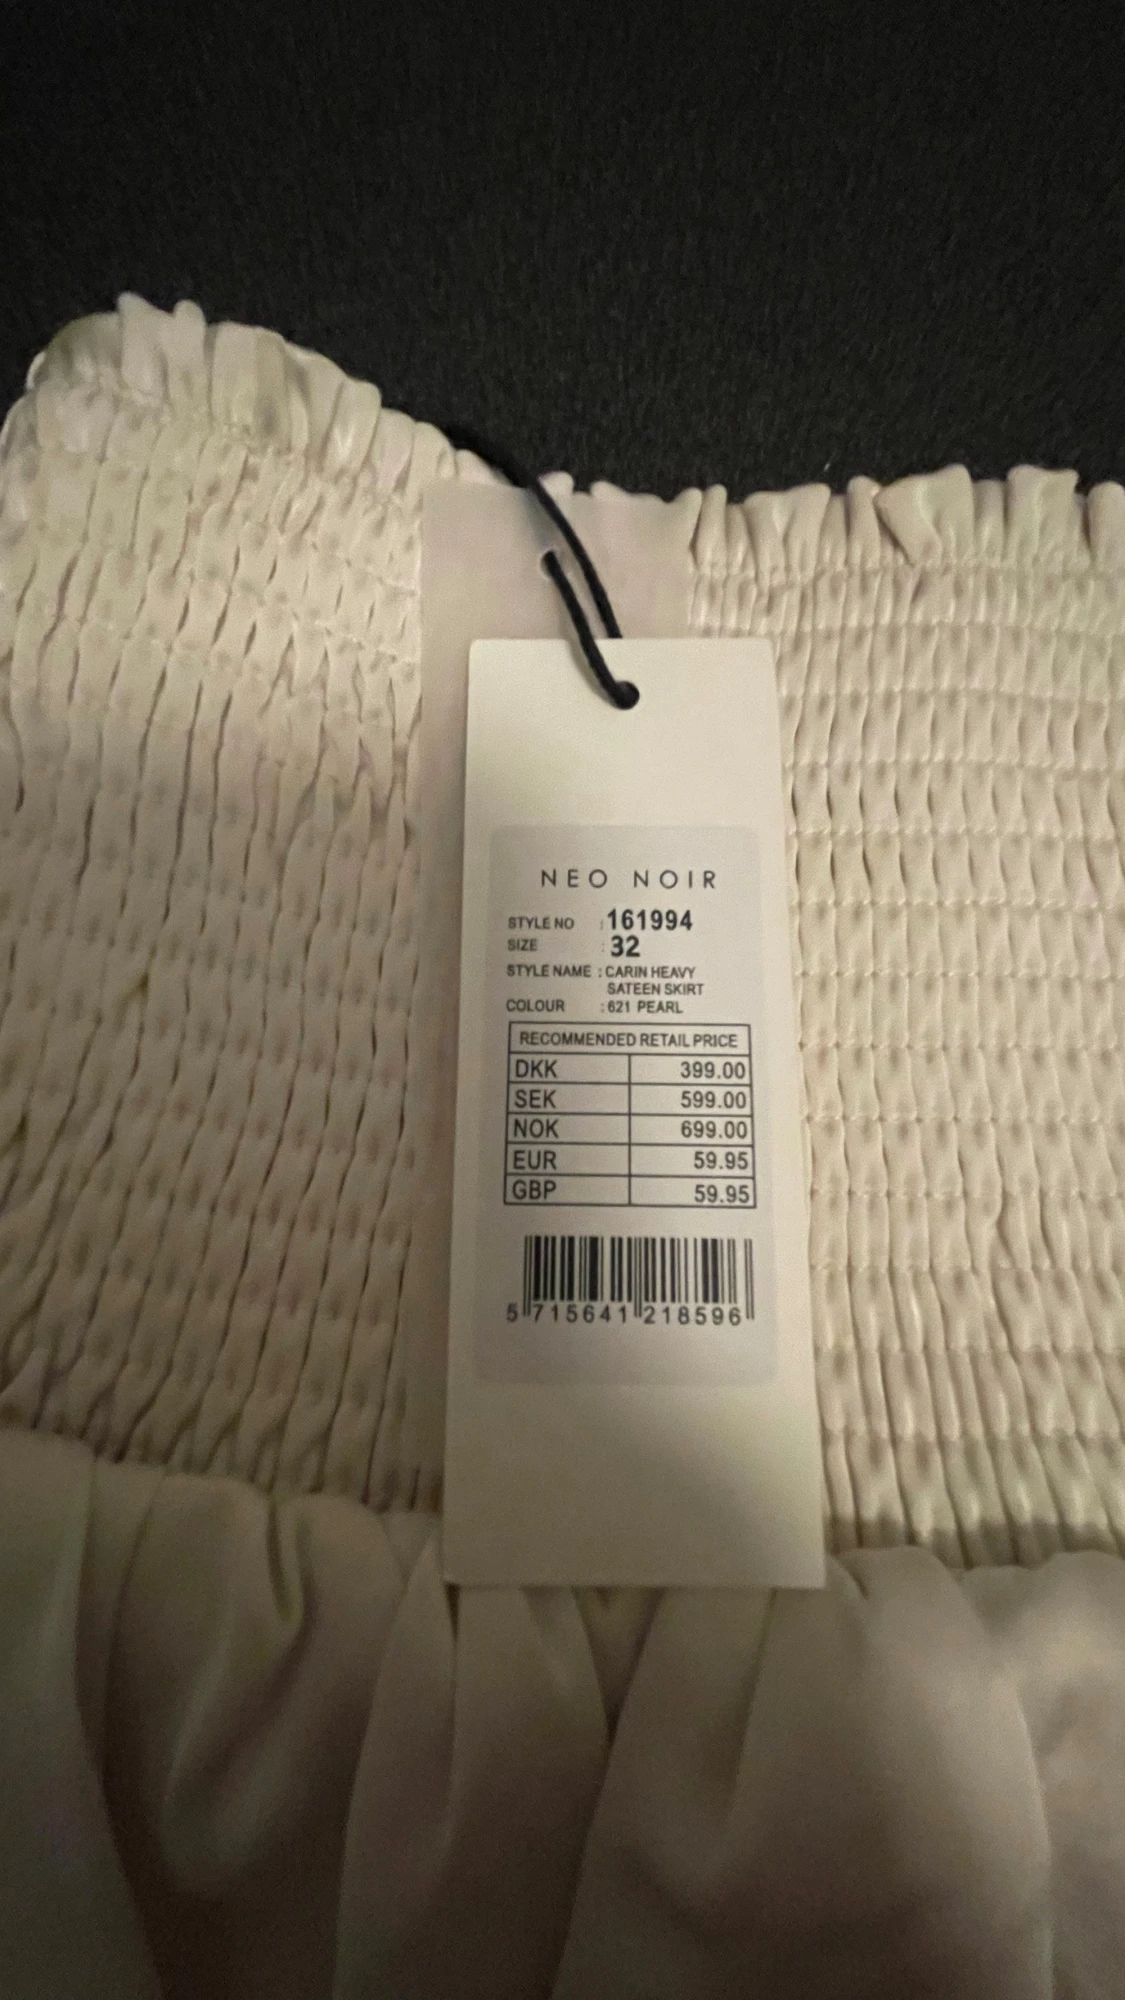 NEO NOIR
STYLE NO : 161994
SIZE : 32
STYLE NAME : CARIN HEAVY
SATEEN SKIRT
COLOUR : 621 PEARL
RECOMMENDED RETAIL PRICE
DKK 399.00
SEK 599.00
NOK 699.00
EUR 59.95
GBP 59.95
5 715641 218596